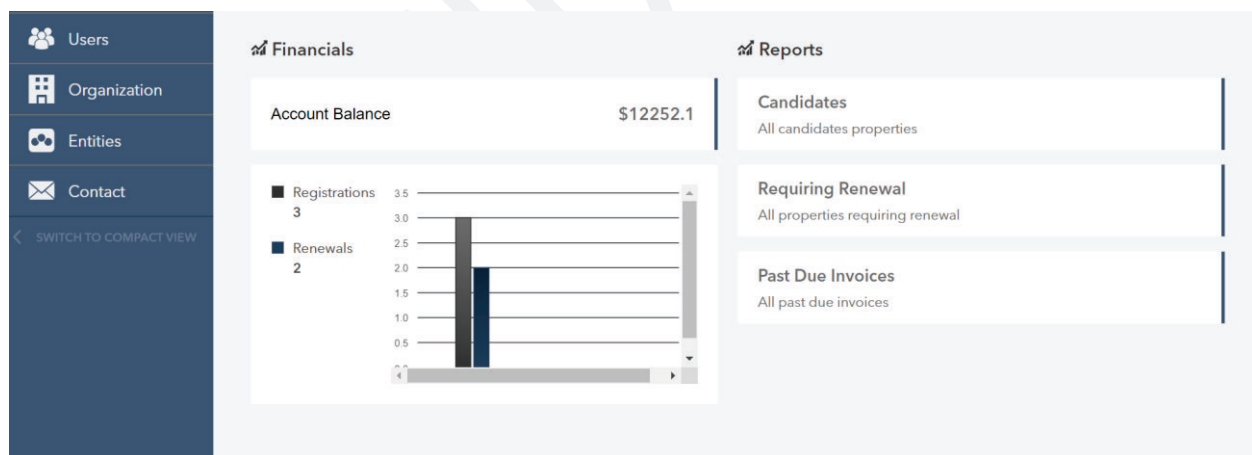 Users
Organization
Entities
Contact
SWITCH TO COMPACT VIEW
Financials
Account Balance $12252.1
Registrations
3
Renewals
2
3.5
3.0
2.5
2.0
1.5
1.0
0.5
Reports
Candidates
All candidates properties
Requiring Renewal
All properties requiring renewal
Past Due Invoices
All past due invoices